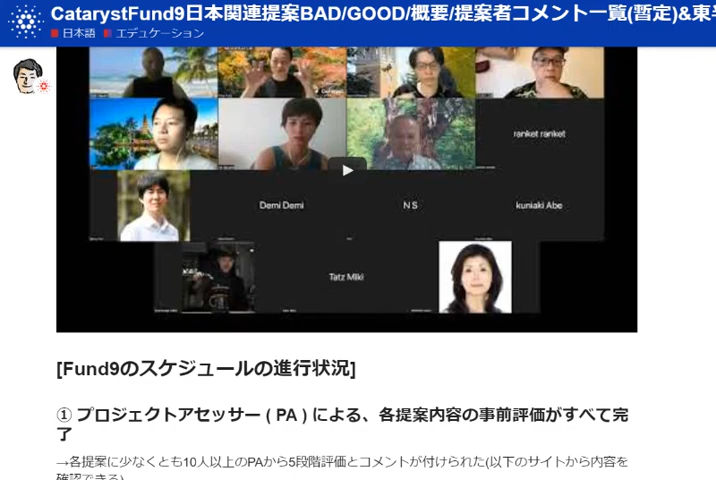 CatarystFund9日本関連提案BAD/GOOD/概要/提案者コメント一覧(暫定)&東
日本語 エデュケーション
ranket ranket
Demi Demi
N S
kuniaki Abe
Tatz Miki
[Fund9のスケジュールの進行状況]
① プロジェクトアセッサー ( PA ) による、各提案内容の事前評価がすべて完
了
→各提案に少なくとも10人以上のPAから5段階評価とコメントが付けられた(以下のサイトから内容を
確認できる)